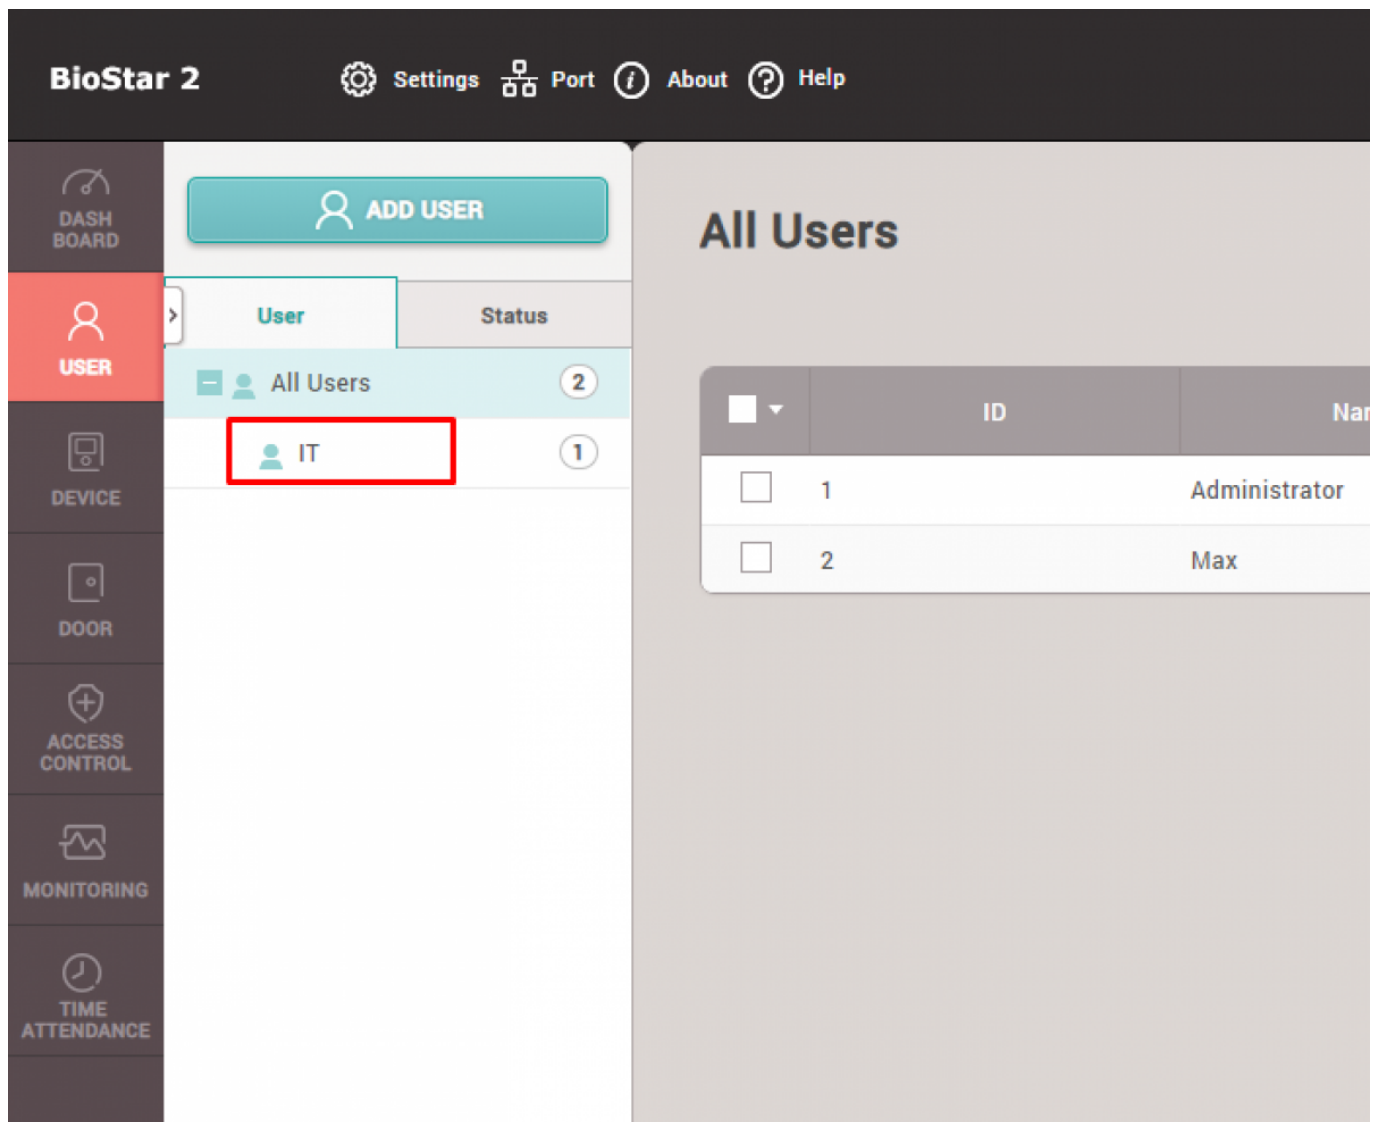 BioStar 2
Settings Port About Help
DASH
BOARD
USER
DEVICE
DOOR
ACCESS
CONTROL
MONITORING
TIME
ATTENDANCE
ADD USER
User Status
All Users 2
IT 1
All Users
ID Nar
1 Administrator
2 Max